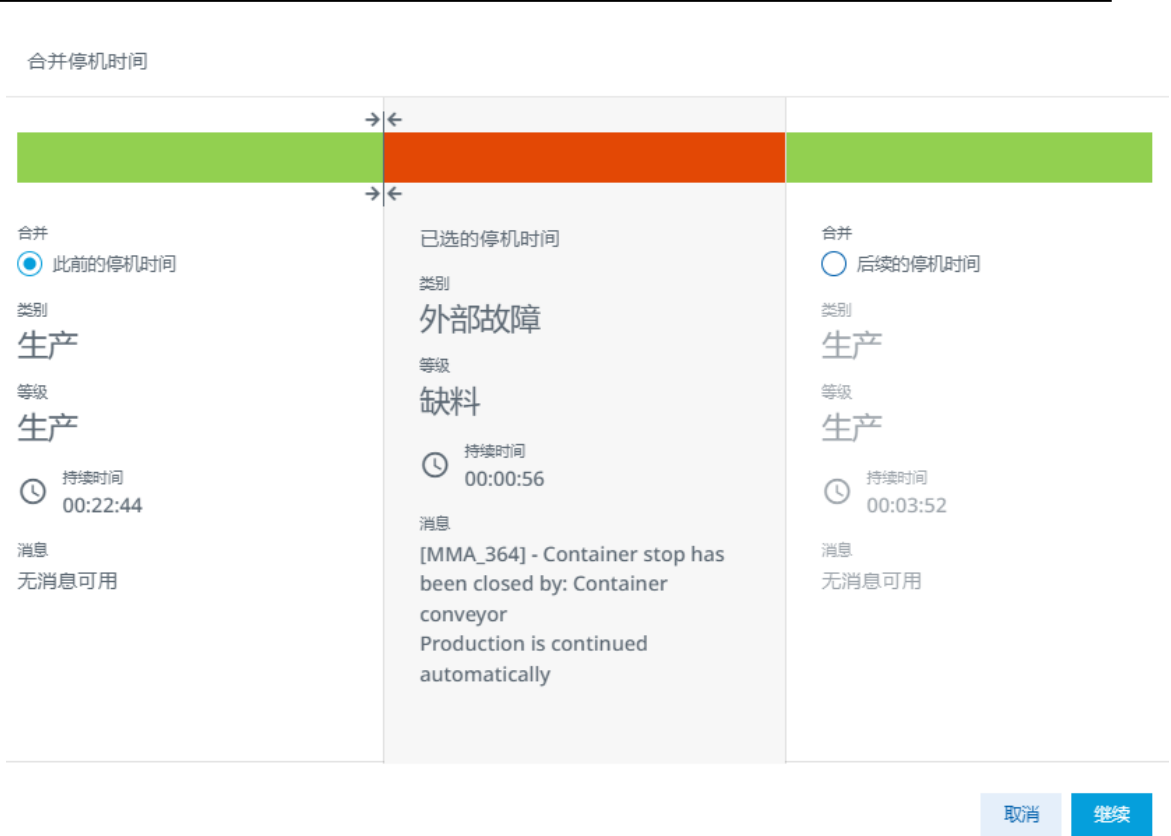 合并停机时间
合并
此前的停机时间
类别
生产
等级
生产
持续时间
00:22:44
消息
无消息可用
已选的停机时间
类别
外部故障
等级
缺料
持续时间
00:00:56
消息
[MMA_364] - Container stop has
been closed by: Container
conveyor
Production is continued
automatically
合并
后续的停机时间
类别
生产
等级
生产
持续时间
00:03:52
消息
无消息可用
取消
继续